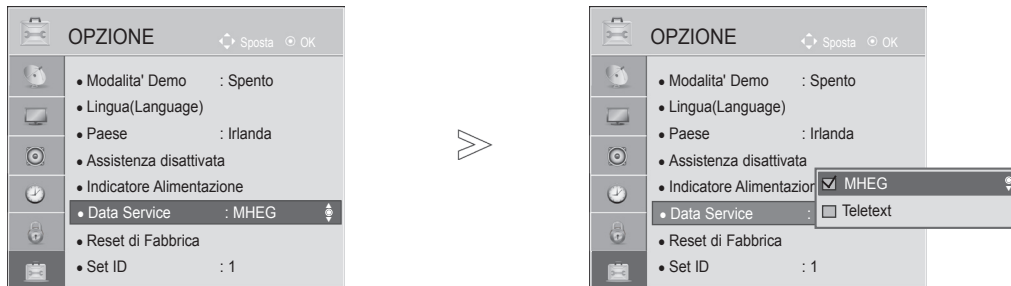 OPZIONE Sposta OK
• Modalita' Demo : Spento
• Lingua(Language)
• Paese : Irlanda
• Assistenza disattivata
• Indicatore Alimentazione
• Data Service : MHEG
• Reset di Fabbrica
• Set ID : 1
OPZIONE Sposta OK
• Modalita' Demo : Spento
• Lingua(Language)
• Paese : Irlanda
• Assistenza disattivata
• Indicatore Alimentazion
MHEG
• Data Service :
Teletext
• Reset di Fabbrica
• Set ID : 1